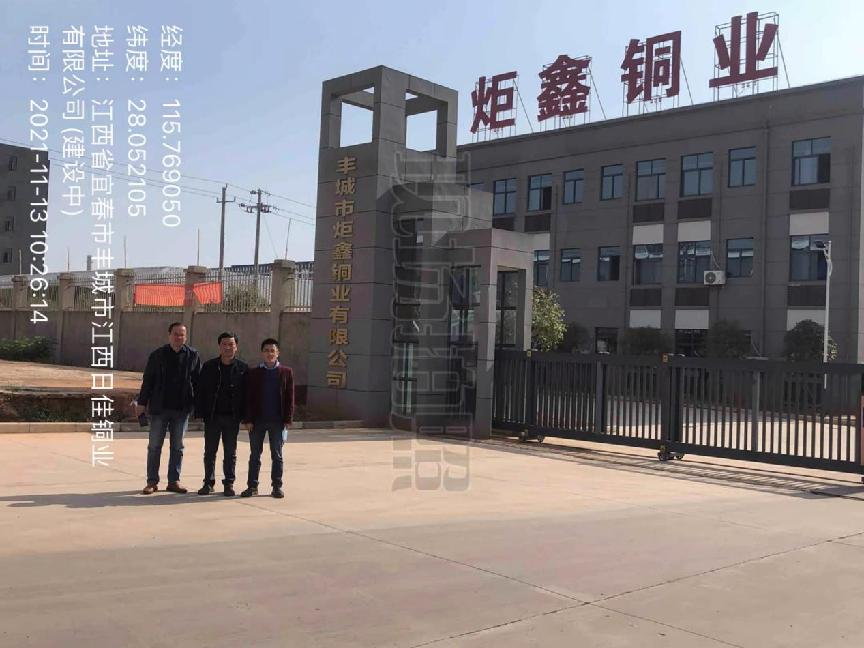 经度：115.769050
纬度：28.052105
地址：江西省宜春市丰城市江西日佳铜业
有限公司 (建设中)
时间：2021-11-13 10:26:14
炬鑫铜业
丰城市炬鑫铜业有限公司